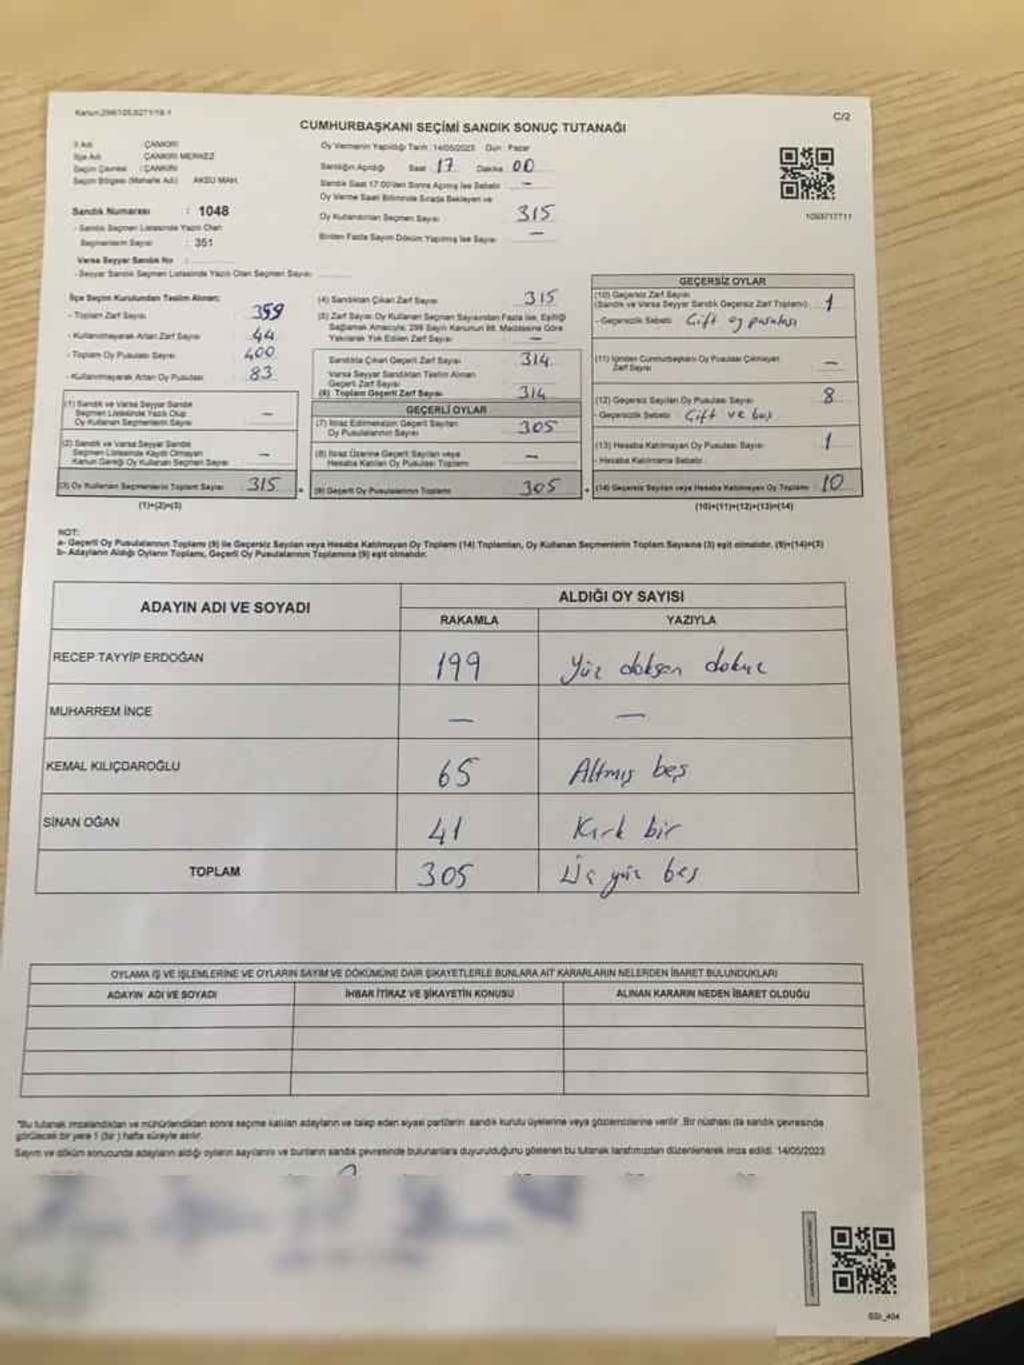 CUMHURBAŞKANI SEÇİMİ SANDIK SONUÇ TUTANAĞI
C/2
İl Adı : ÇANKIRI
İlçe Adı : ÇANKIRI MERKEZ
Seçim Çevresi : ÇANKIRI
Seçim Bölgesi (Mahalle Adı) : AKSU MAH.
Sandık Numarası : 1048
- Sandık Seçmen Listesinde Yazılı Olan
Seçmenlerin Sayısı : 351
Varsa Seyyar Sandık No :
- Seyyar Sandık Seçmen Listesinde Yazılı Olan Seçmen Sayısı :
Oy Vermenin Yapıldığı Tarih : 14/05/2023 Gün : Pazar
Sandığın Açıldığı Saat : 17 Dakika : 00
Sandık Saat 17.00'den Sonra Açılmış İse Sebebi : –
Oy Verme Saati Bitiminde Sırada Bekleyen ve
Oy Kullandırılan Seçmen Sayısı : 315
Birden Fazla Sayım Döküm Yapılmış İse Sayısı : –
İlçe Seçim Kurulundan Teslim Alınan;
- Toplam Zarf Sayısı : 359
- Kullanılmayarak Artan Zarf Sayısı : 44
- Toplam Oy Pusulası Sayısı : 400
- Kullanılmayarak Artan Oy Pusulası : 83
(1) Sandık ve Varsa Seyyar Sandık
Seçmen Listesinde Yazılı Olup
Oy Kullanan Seçmenlerin Sayısı –
(2) Sandık ve Varsa Seyyar Sandık
Seçmen Listesinde Kayıtlı Olmayan
Kanun Gereği Oy Kullanan Seçmen Sayısı –
(3) Oy Kullanan Seçmenlerin Toplam Sayısı 315
(1)+(2)=(3)
(4) Sandıktan Çıkan Zarf Sayısı : 315
(5) Zarf Sayısı Oy Kullanan Seçmen Sayısından Fazla İse, Eşitliği
Sağlamak Amacıyla; 298 Sayılı Kanunun 98. Maddesine Göre
Yakılarak Yok Edilen Zarf Sayısı : –
Sandıkta Çıkan Geçerli Zarf Sayısı : 314
Varsa Seyyar Sandıktan Teslim Alınan
Geçerli Zarf Sayısı
(6) Toplam Geçerli Zarf Sayısı : 314
GEÇERLİ OYLAR
(7) İtiraz Edilmeksizin Geçerli Sayılan
Oy Pusulalarının Sayısı 305
(8) İtiraz Üzerine Geçerli Sayılan veya
Hesaba Katılan Oy Pusulası Toplamı –
(9) Geçerli Oy Pusulalarının Toplamı 305
GEÇERSİZ OYLAR
(10) Geçersiz Zarf Sayısı
(Sandık ve Varsa Seyyar Sandık Geçersiz Zarf Toplamı) : 1
- Geçersizlik Sebebi : Çift oy pusulası
(11) İçinden Cumhurbaşkanı Oy Pusulası Çıkmayan
Zarf Sayısı : –
(12) Geçersiz Sayılan Oy Pusulası Sayısı : 8
- Geçersizlik Sebebi : Çift ve boş
(13) Hesaba Katılmayan Oy Pusulası Sayısı : 1
- Hesaba Katılmama Sebebi :
(14) Geçersiz Sayılan veya Hesaba Katılmayan Oy Toplamı : 10
(10)+(11)+(12)+(13)=(14)
NOT:
a- Geçerli Oy Pusulalarının Toplamı (9) ile Geçersiz Sayılan veya Hesaba Katılmayan Oy Toplamı (14) Toplamları, Oy Kullanan Seçmenlerin Toplam Sayısına (3) eşit olmalıdır. (9)+(14)=(3)
b- Adayların Aldığı Oyların Toplamı, Geçerli Oy Pusulalarının Toplamına (9) eşit olmalıdır.
ADAYIN ADI VE SOYADI
ALDIĞI OY SAYISI
RAKAMLA YAZIYLA
RECEP TAYYİP ERDOĞAN 199 Yüz doksan dokuz
MUHARREM İNCE – –
KEMAL KILIÇDAROĞLU 65 Altmış beş
SİNAN OĞAN 41 Kırk bir
TOPLAM 305 Üç yüz beş
OYLAMA İŞ VE İŞLEMLERİNE VE OYLARIN SAYIM VE DÖKÜMÜNE DAİR ŞİKAYETLERLE BUNLARA AİT KARARLARIN NELERDEN İBARET BULUNDUKLARI
ADAYIN ADI VE SOYADI İHBAR İTİRAZ VE ŞİKAYETİN KONUSU ALINAN KARARIN NEDEN İBARET OLDUĞU
*Bu tutanak imzalandıktan ve mühürlendikten sonra seçime katılan adayların ve talep eden siyasi partilerin sandık kurulu üyelerine veya gözlemcilerine verilir. Bir nüshası da sandık çevresinde
görülecek bir yere 1 (bir) hafta süreyle asılır.
Sayım ve döküm sonucunda adayların aldığı oyların sayılarını ve bunların sandık çevresinde bulunanlara duyurulduğunu gösteren bu tutanak tarafımızdan düzenlenerek imza edildi. 14/05/2023